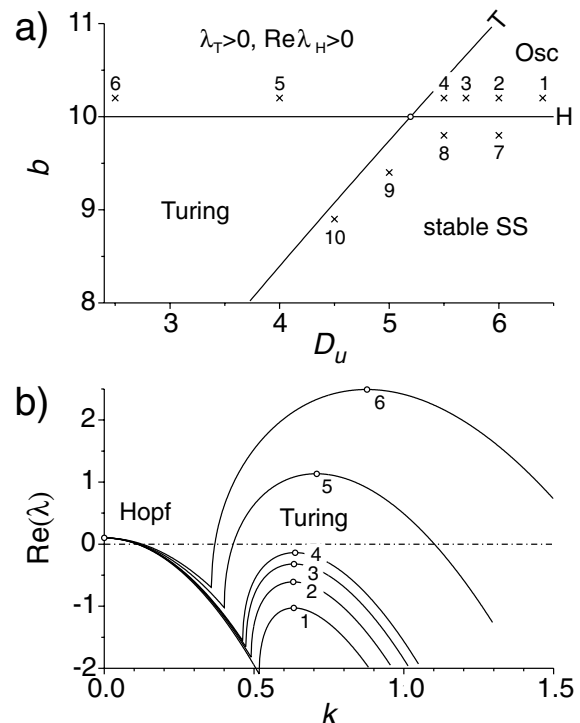 a)
11
10
9
8
b
λT>0, ReλH>0
T
Osc
6
5
4
3
2
1
H
8
7
9
10
Turing
stable SS
3
4
5
6
Du
b)
2
1
0
-1
-2
Re(λ)
Hopf
Turing
6
5
4
3
2
1
0.0
0.5
1.0
1.5
k